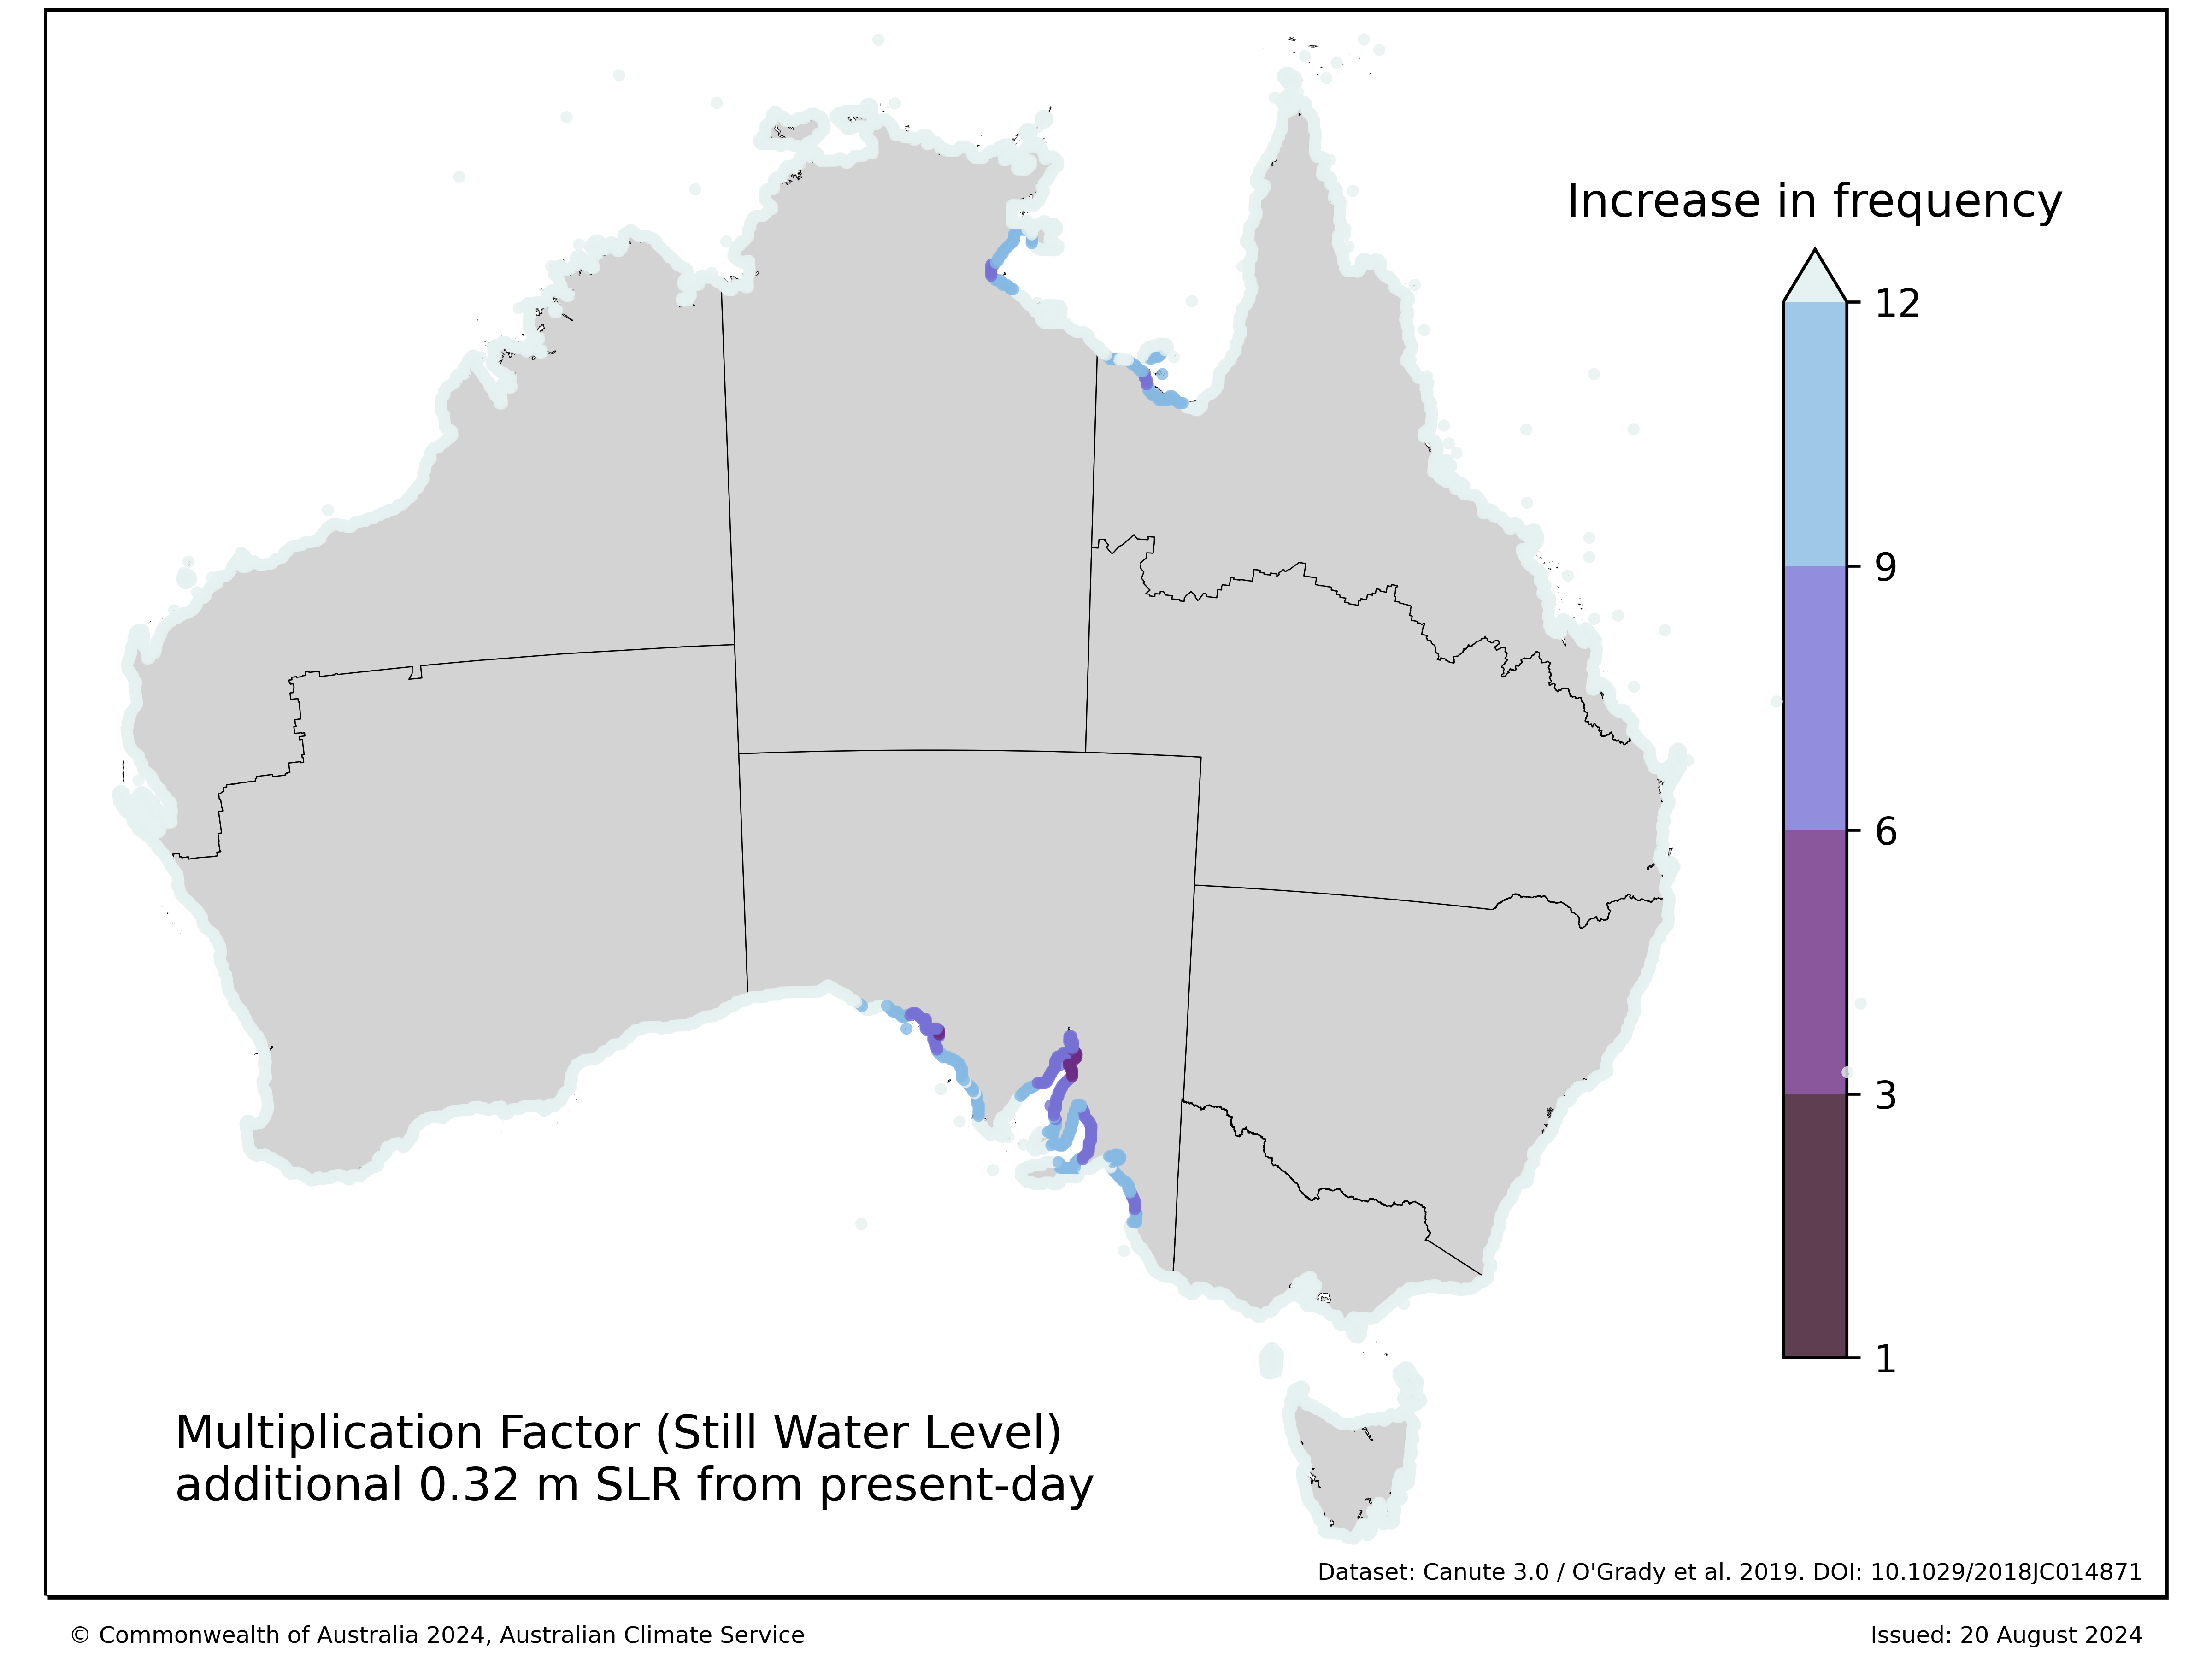 Increase in frequency
12
9
6
3
1
Multiplication Factor (Still Water Level)
additional 0.32 m SLR from present-day
Dataset: Canute 3.0 / O'Grady et al. 2019. DOI: 10.1029/2018JC014871
© Commonwealth of Australia 2024, Australian Climate Service
Issued: 20 August 2024